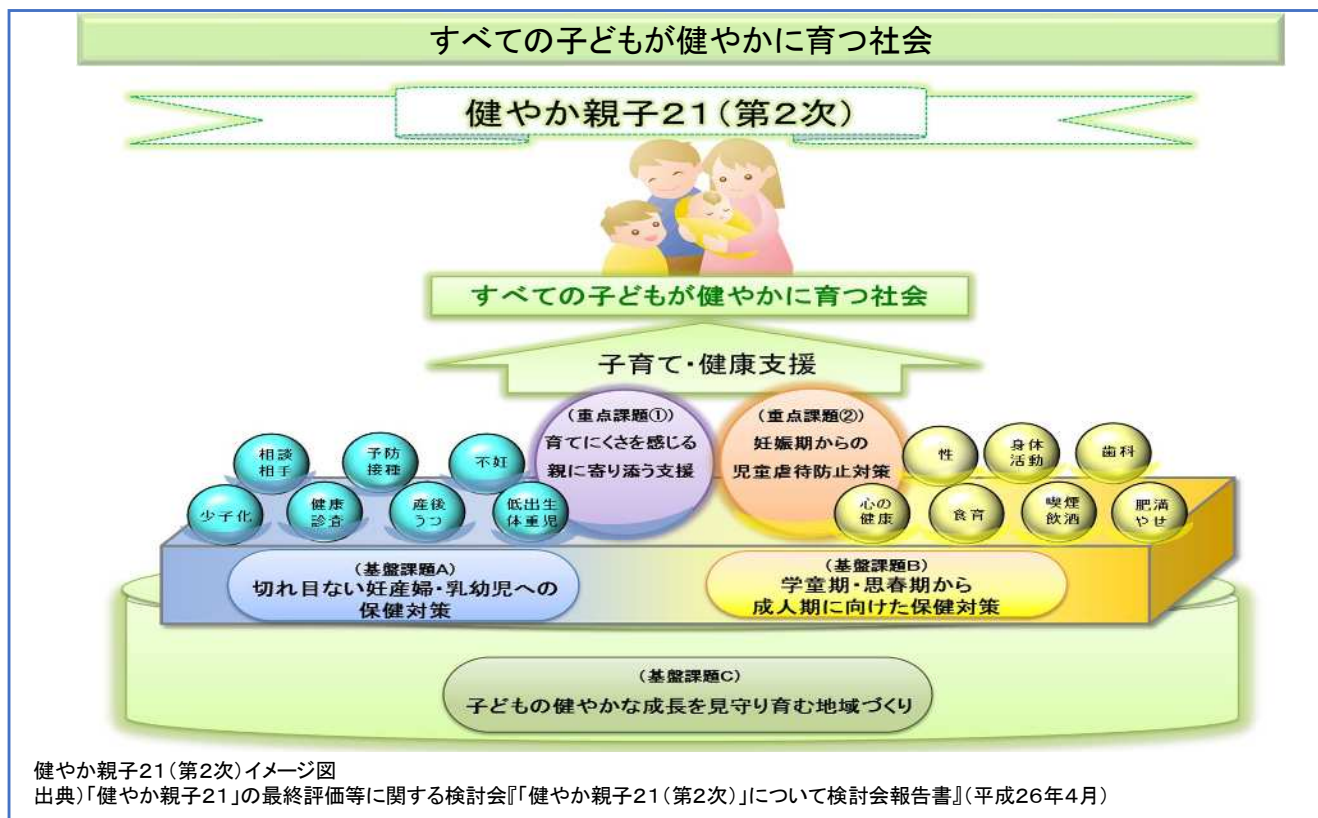 すべての子どもが健やかに育つ社会
健やか親子21(第2次)
すべての子どもが健やかに育つ社会
子育て・健康支援
(重点課題①)
育てにくさを感じる
親に寄り添う支援
(重点課題②)
妊娠期からの
児童虐待防止対策
相談
相手
予防
接種
不妊
少子化
健康
診査
産後
うつ
低出生
体重児
性
身体
活動
歯科
心の
健康
食育
喫煙
飲酒
肥満
やせ
(基盤課題A)
切れ目ない妊産婦・乳幼児への
保健対策
(基盤課題B)
学童期・思春期から
成人期に向けた保健対策
(基盤課題C)
子どもの健やかな成長を見守り育む地域づくり
健やか親子21(第2次)イメージ図
出典)「健やか親子21」の最終評価等に関する検討会『「健やか親子21(第2次)」について検討会報告書』(平成26年4月)